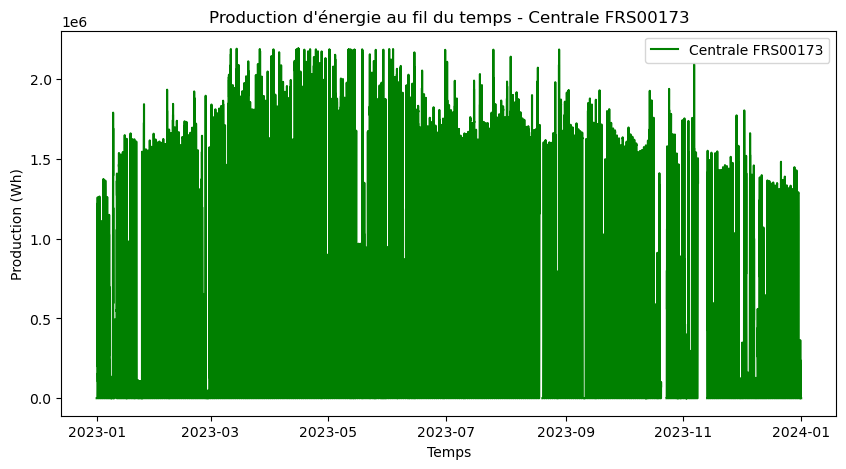 Production d'énergie au fil du temps - Centrale FRS00173
1e6
Centrale FRS00173
2.0
1.5
1.0
0.5
0.0
Production (Wh)
2023-01 2023-03 2023-05 2023-07 2023-09 2023-11 2024-01
Temps